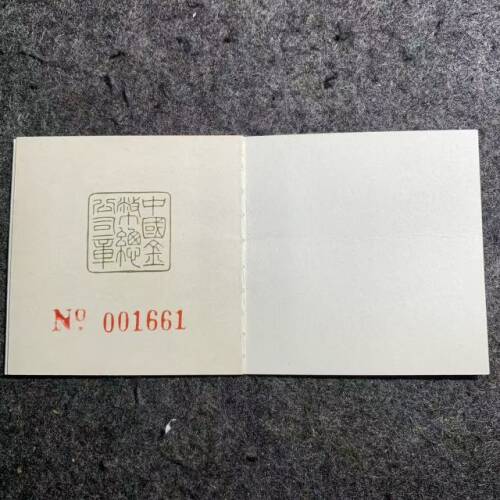 中國金
幣總
公司章
Nº 001661